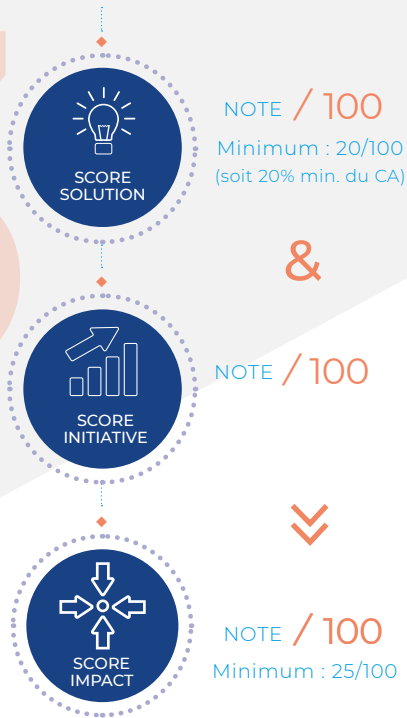 SCORE
SOLUTION
NOTE / 100
Minimum : 20/100
(soit 20% min. du CA)
&
SCORE
INITIATIVE
NOTE / 100
SCORE
IMPACT
NOTE / 100
Minimum : 25/100